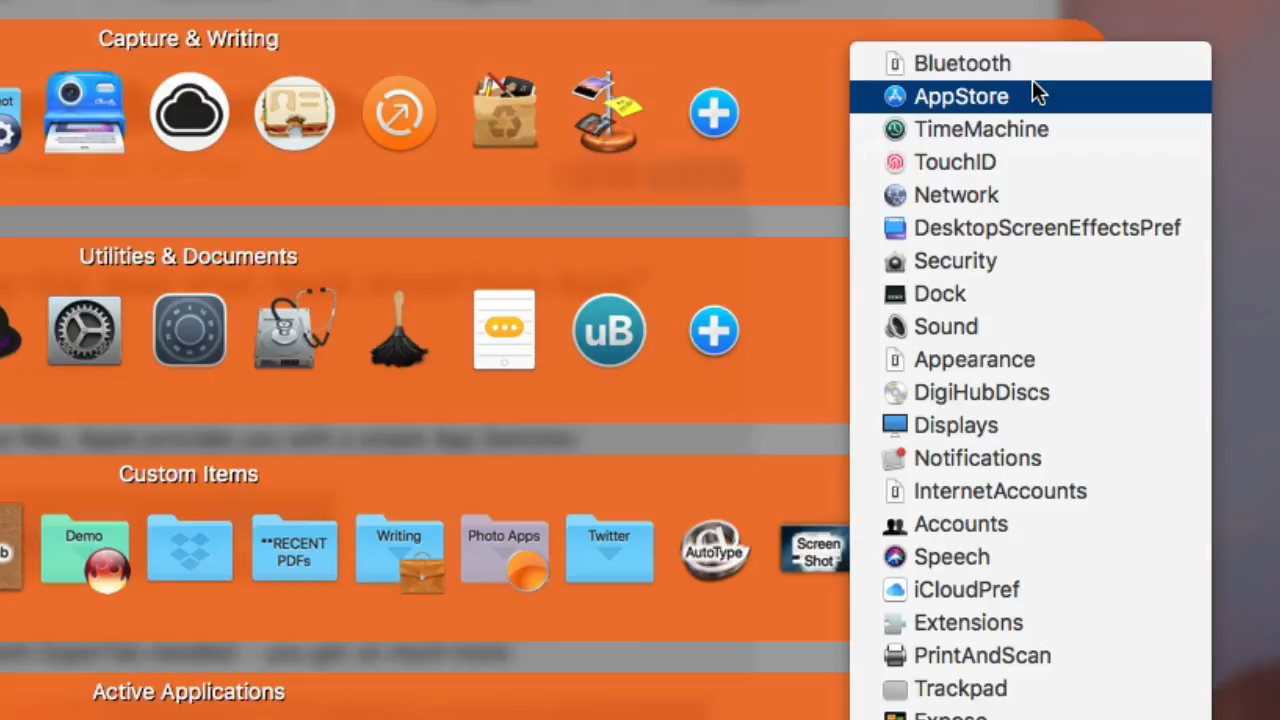 Capture & Writing
Utilities & Documents
uB
Custom Items
Demo
**RECENT
PDFs
Writing
Photo Apps
Twitter
AutoType
Screen
Shot
Active Applications
Bluetooth
AppStore
TimeMachine
TouchID
Network
DesktopScreenEffectsPref
Security
Dock
Sound
Appearance
DigiHubDiscs
Displays
Notifications
InternetAccounts
Accounts
Speech
iCloudPref
Extensions
PrintAndScan
Trackpad